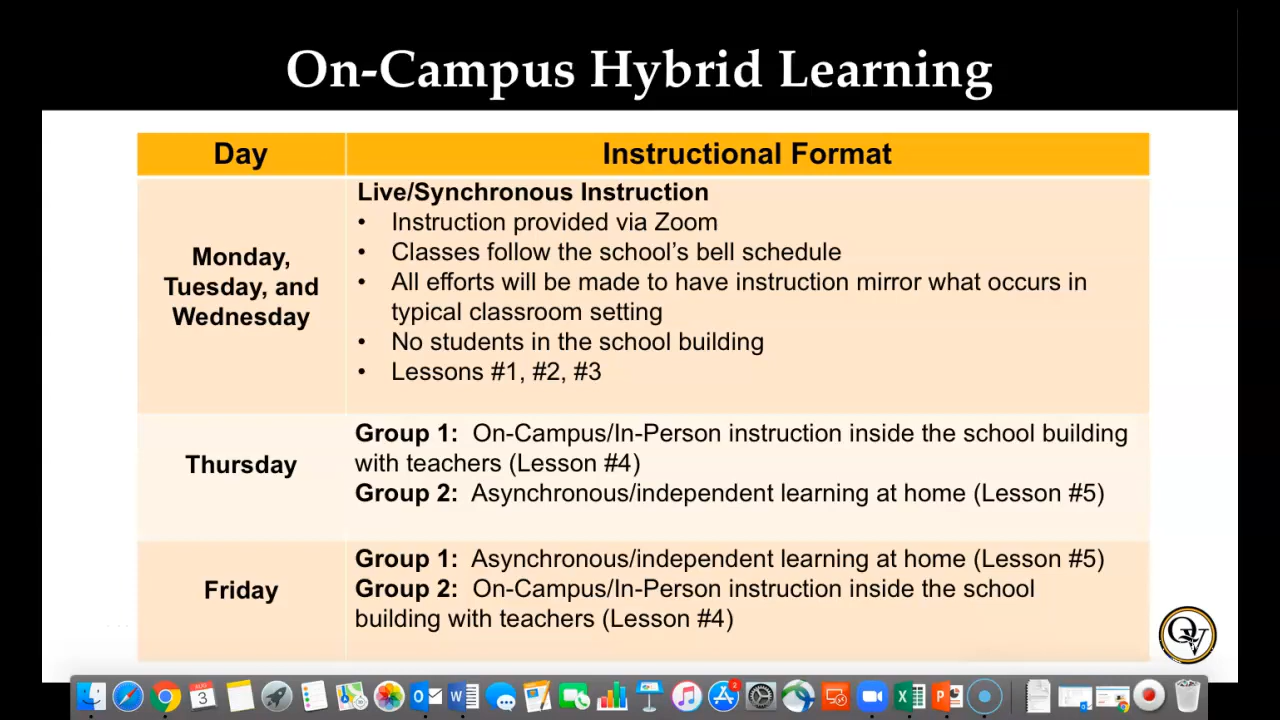 On-Campus Hybrid Learning
Day
Instructional Format
Monday,
Tuesday, and
Wednesday
Live/Synchronous Instruction
• Instruction provided via Zoom
• Classes follow the school’s bell schedule
• All efforts will be made to have instruction mirror what occurs in
typical classroom setting
• No students in the school building
• Lessons #1, #2, #3
Thursday
Group 1: On-Campus/In-Person instruction inside the school building
with teachers (Lesson #4)
Group 2: Asynchronous/independent learning at home (Lesson #5)
Friday
Group 1: Asynchronous/independent learning at home (Lesson #5)
Group 2: On-Campus/In-Person instruction inside the school
building with teachers (Lesson #4)
QV
AUG
3
2